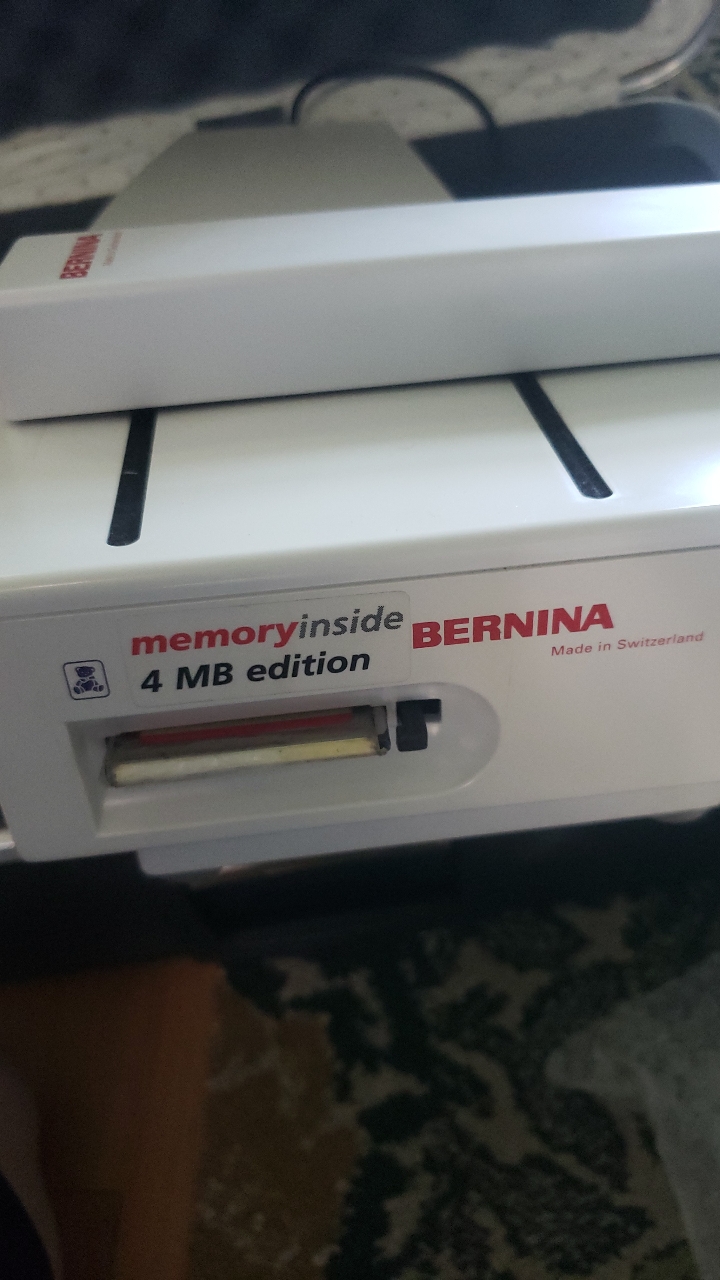 BERNINA
memoryinside
4 MB edition
BERNINA
Made in Switzerland